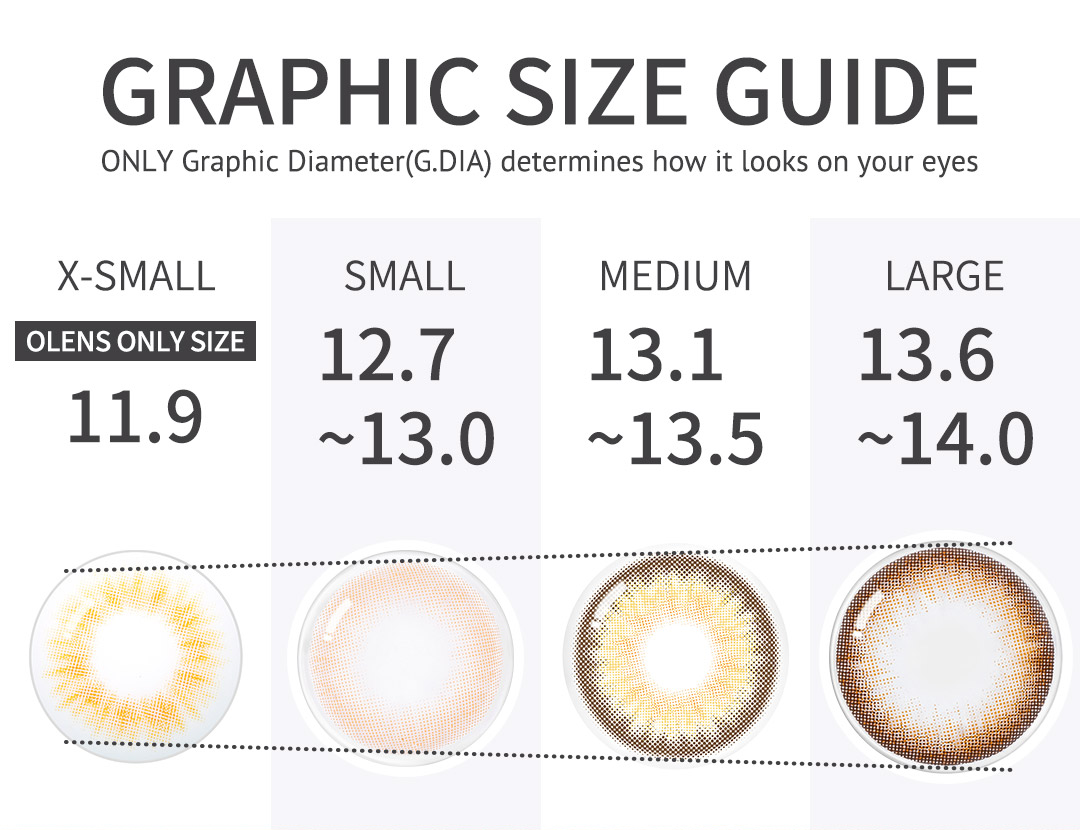 GRAPHIC SIZE GUIDE
ONLY Graphic Diameter(G.DIA) determines how it looks on your eyes
X-SMALL
OLENS ONLY SIZE
11.9
SMALL
12.7
~13.0
MEDIUM
13.1
~13.5
LARGE
13.6
~14.0